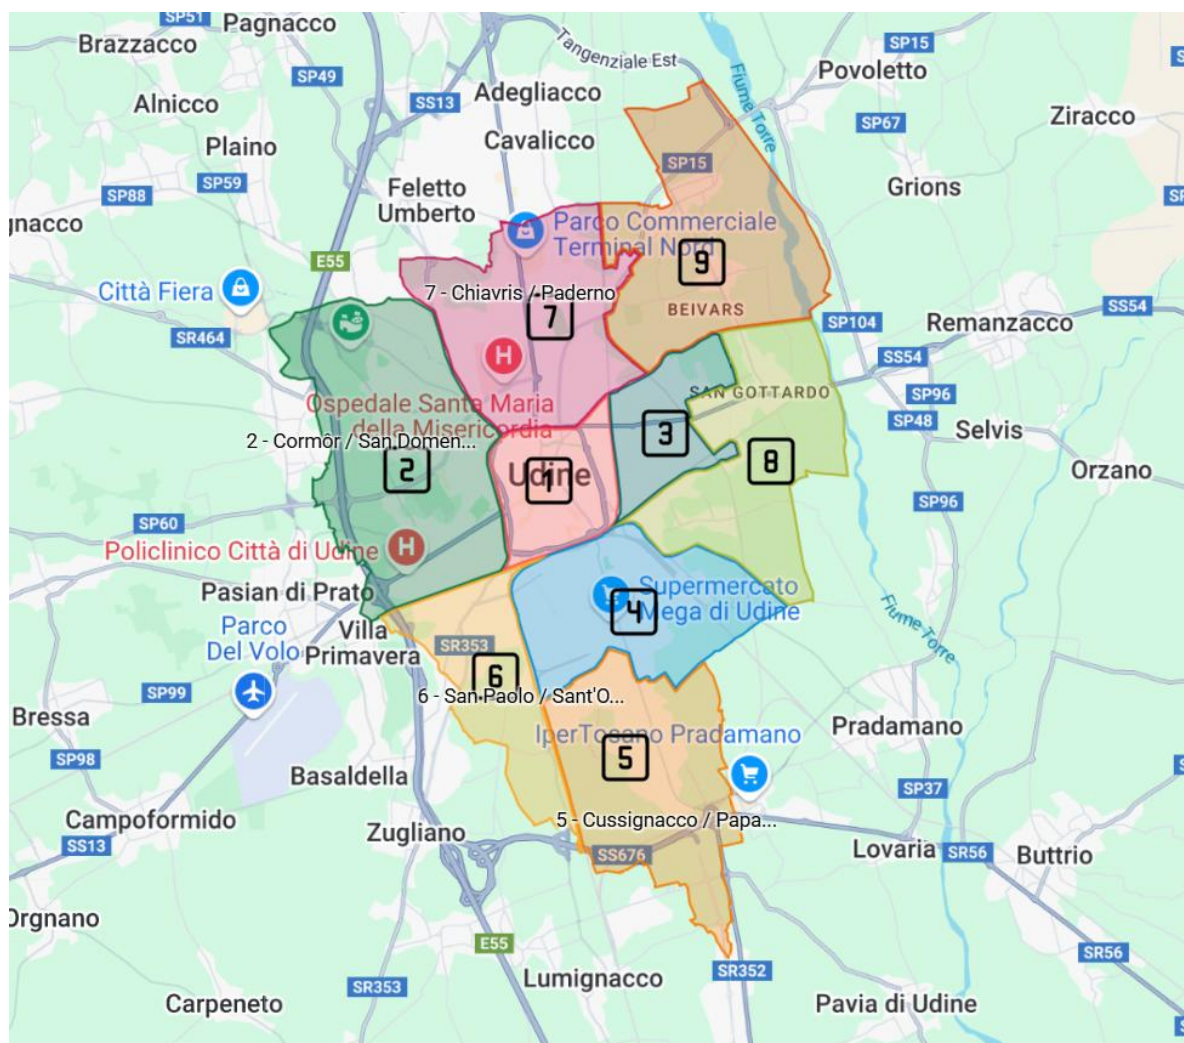 SP51
Pagnacco
Brazzacco
Tangenziale Est
SP15
SP49
Povoletto
Alnicco
SS13
Adegliacco
Fiume Torre
Ziracco
SP67
Cavalicco
Plaino
SP15
SP59
Feletto
Umberto
Grions
SP88
gnacco
Parco Commerciale
Terminal Nord
E55
9
Città Fiera
7 - Chiavris / Paderno
7
BEIVARS
SS54
SP104
Remanzacco
SR464
H
SS54
SAN GOTTARDO
SP96
Ospedale Santa Maria
della Misericordia
SP48
Selvis
3
2 - Cormôr / San Domen...
2
Udine
1
8
Orzano
SP96
SP60
Policlinico Città di Udine
H
Pasian di Prato
Supermercato
Mega di Udine
4
Fiume Torre
Parco
Del Volo
Villa
Primavera
SR353
6
6 - San Paolo / Sant'O...
SP99
Bressa
Pradamano
IperTosano Pradamano
5
SP98
Basaldella
SP37
Campoformido
5 - Cussignacco / Papa...
Zugliano
SS13
SS676
Lovaria
SR56
Buttrio
Orgnano
E55
SR56
Lumignacco
SR352
SR353
Carpeneto
Pavia di Udine